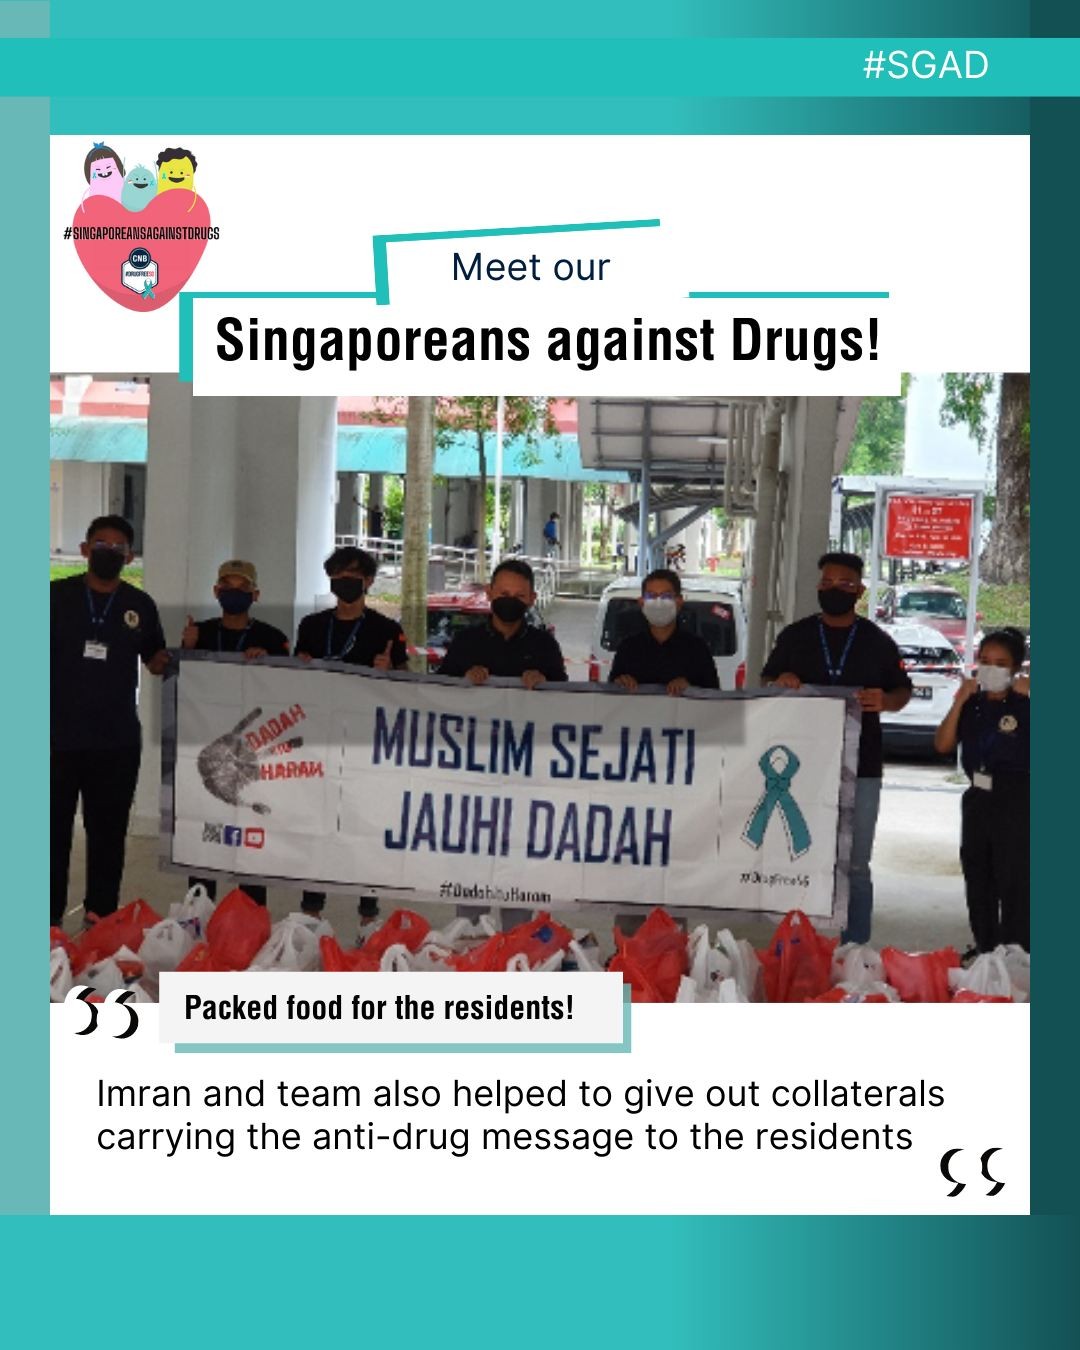 #SGAD
#SINGAPOREANSAGAINSTDRUGS
CNB
#DRUGFREESG
Meet our
Singaporeans against Drugs!
DADAH
ITU
HARAM
MUSLIM SEJATI
JAUHI DADAH
#DadahituHaram
#DrugFreeSG
Packed food for the residents!
Imran and team also helped to give out collaterals
carrying the anti-drug message to the residents